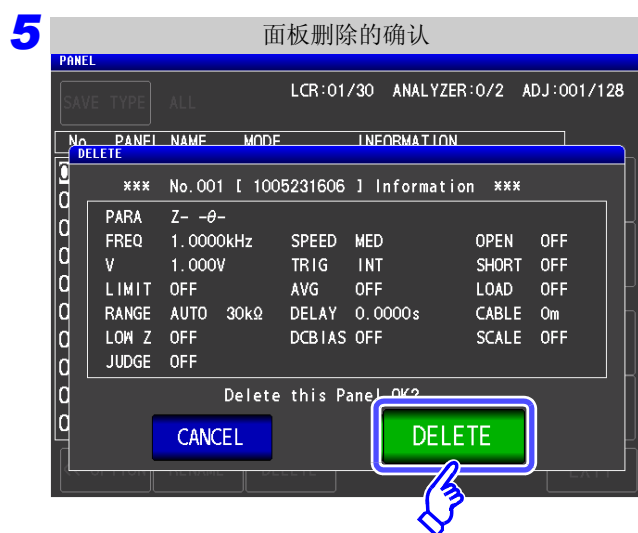 5
面板删除的确认
PANEL
SAVE TYPE ALL LCR:01/30 ANALYZER:0/2 ADJ:001/128
No. PANEL NAME MODE INFORMATION
DELETE
*** No.001 [ 1005231606 ] Information ***
PARA Z- -θ-
FREQ 1.0000kHz SPEED MED OPEN OFF
V 1.000V TRIG INT SHORT OFF
LIMIT OFF AVG OFF LOAD OFF
RANGE AUTO 30kΩ DELAY 0.0000s CABLE 0m
LOW Z OFF DCBIAS OFF SCALE OFF
JUDGE OFF
Delete this Panel OK?
CANCEL DELETE
DELETE EXIT